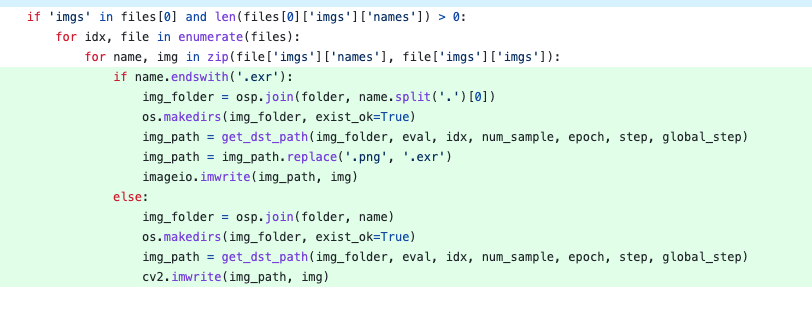 if 'imgs' in files[0] and len(files[0]['imgs']['names']) > 0:
    for idx, file in enumerate(files):
        for name, img in zip(file['imgs']['names'], file['imgs']['imgs']):
            if name.endswith('.exr'):
                img_folder = osp.join(folder, name.split('.')[0])
                os.makedirs(img_folder, exist_ok=True)
                img_path = get_dst_path(img_folder, eval, idx, num_sample, epoch, step, global_step)
                img_path = img_path.replace('.png', '.exr')
                imageio.imwrite(img_path, img)
            else:
                img_folder = osp.join(folder, name)
                os.makedirs(img_folder, exist_ok=True)
                img_path = get_dst_path(img_folder, eval, idx, num_sample, epoch, step, global_step)
                cv2.imwrite(img_path, img)